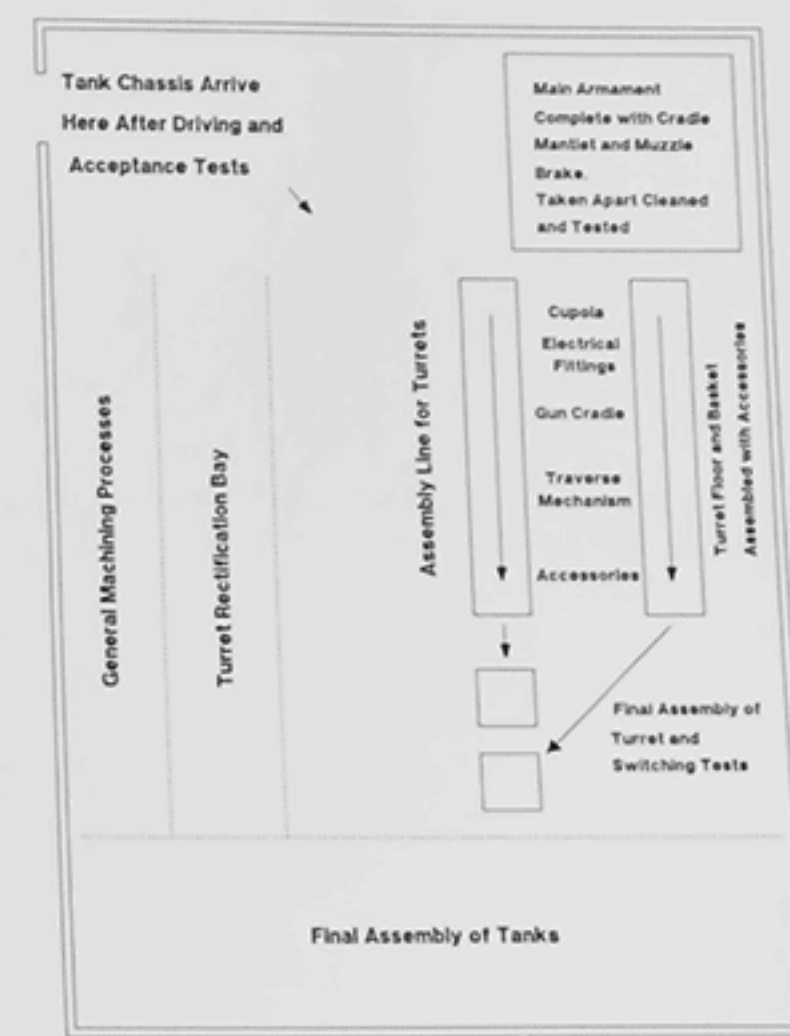 Tank Chassis Arrive
Here After Driving and
Acceptance Tests
Main Armament
Complete with Cradle
Mantlet and Muzzle
Brake.
Taken Apart Cleaned
and Tested
General Machining Processes
Turret Rectification Bay
Assembly Line for Turrets
Cupola
Electrical
Fittings
Gun Cradle
Traverse
Mechanism
Accessories
Turret Floor and Basket
Assembled with Accessories
Final Assembly of
Turret and
Switching Tests
Final Assembly of Tanks